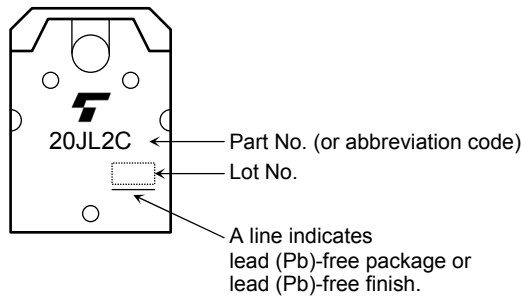 20JL2C
Part No. (or abbreviation code)
Lot No.
A line indicates
lead (Pb)-free package or
lead (Pb)-free finish.